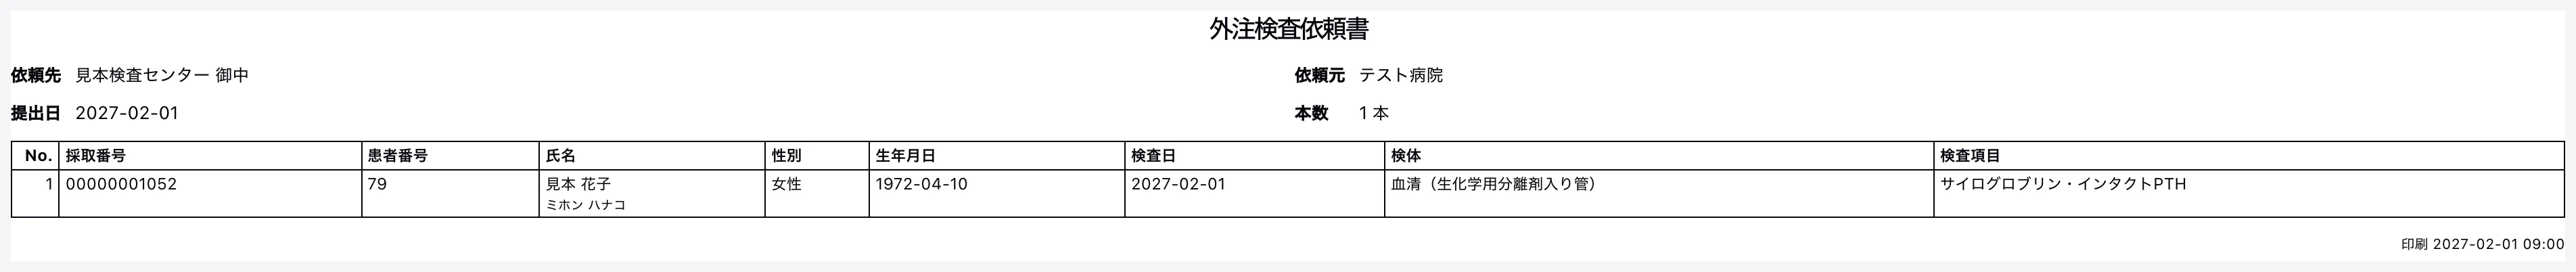 外注検査依頼書
依頼先 見本検査センター 御中
依頼元 テスト病院
提出日 2027-02-01
本数 1 本
No. 採取番号 患者番号 氏名 性別 生年月日 検査日 検体 検査項目
1 00000001052 79 見本 花子 女性 1972-04-10 2027-02-01 血清（生化学用分離剤入り管） サイログロブリン・インタクトPTH
ミホン ハナコ
印刷 2027-02-01 09:00